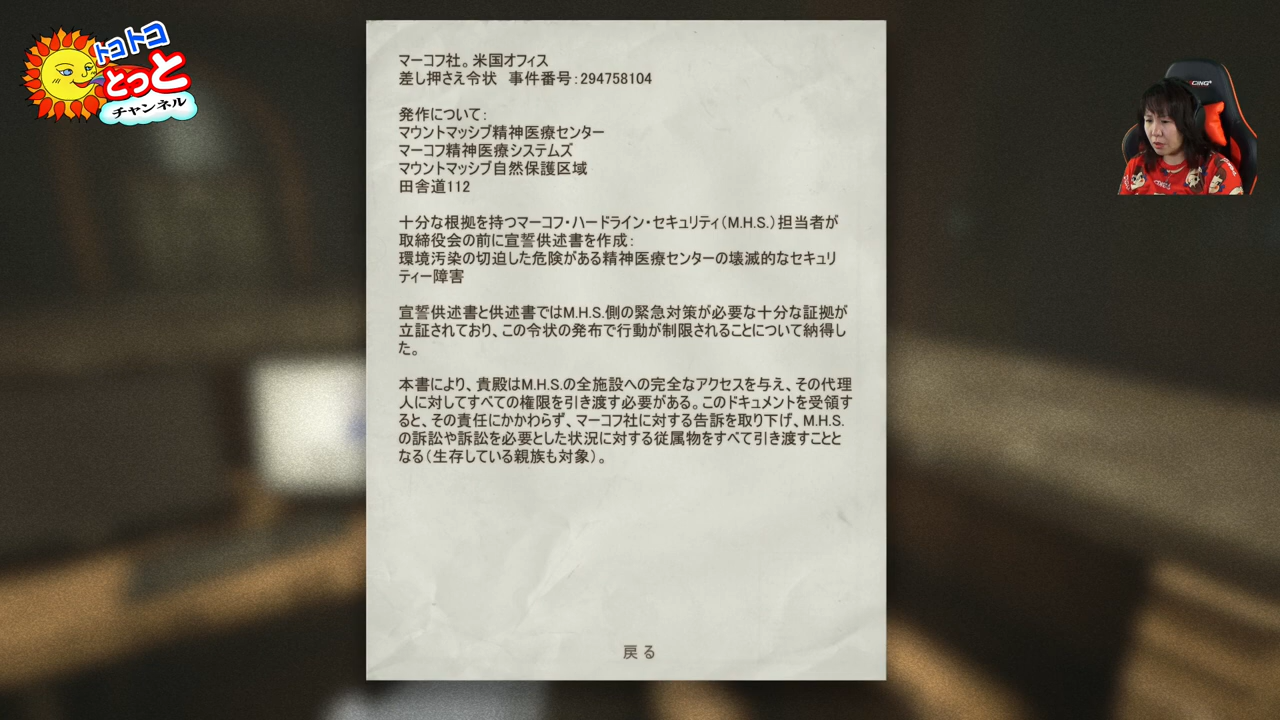 トコトコ
とっと
チャンネル
マーコフ社。米国オフィス
差し押さえ令状 事件番号:294758104
発作について:
マウントマッシブ精神医療センター
マーコフ精神医療システムズ
マウントマッシブ自然保護区域
田舎道112
十分な根拠を持つマーコフ・ハードライン・セキュリティ(M.H.S.)担当者が
取締役会の前に宣誓供述書を作成:
環境汚染の切迫した危険がある精神医療センターの壊滅的なセキュリ
ティー障害
宣誓供述書と供述書ではM.H.S.側の緊急対策が必要な十分な証拠が
立証されており、この令状の発布で行動が制限されることについて納得し
た。
本書により、貴殿はM.H.S.の全施設への完全なアクセスを与え、その代理
人に対してすべての権限を引き渡す必要がある。このドキュメントを受領す
ると、その責任にかかわらず、マーコフ社に対する告訴を取り下げ、M.H.S.
の訴訟や訴訟を必要とした状況に対する従属物をすべて引き渡すことと
なる(生存している親族も対象)。
戻る